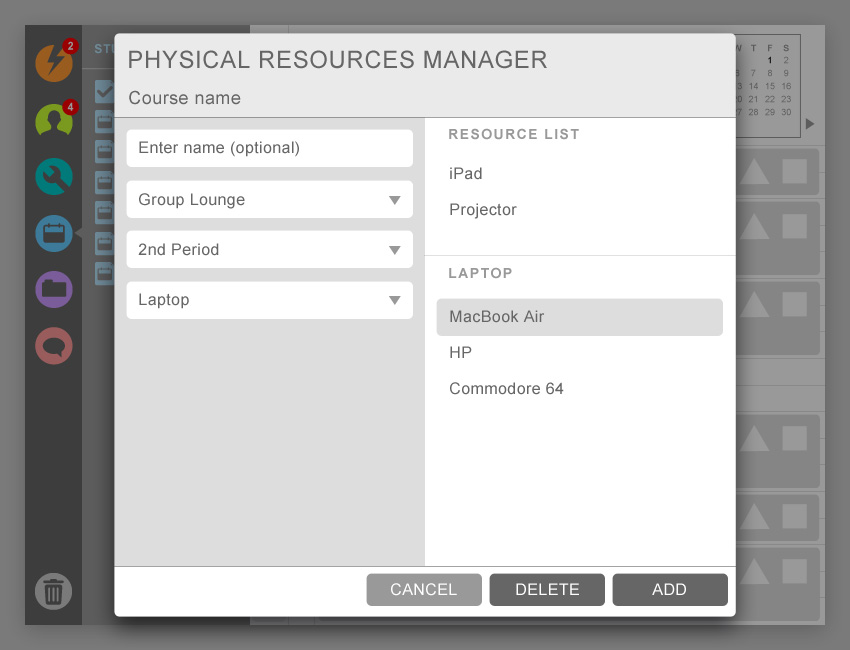 2
4
PHYSICAL RESOURCES MANAGER
Course name
Enter name (optional)
Group Lounge
2nd Period
Laptop
RESOURCE LIST
iPad
Projector
LAPTOP
MacBook Air
HP
Commodore 64
CANCEL
DELETE
ADD
W T F S
1 2
7 8 9
13 14 15 16
20 21 22 23
27 28 29 30